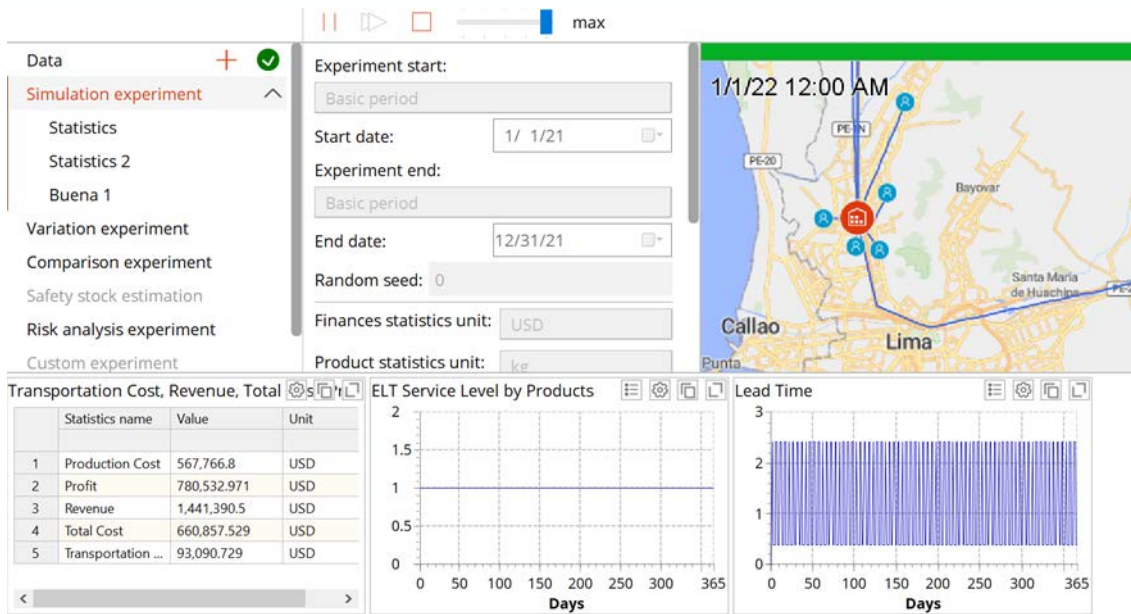 max
Data
Simulation experiment
Statistics
Statistics 2
Buena 1
Variation experiment
Comparison experiment
Safety stock estimation
Risk analysis experiment
Custom experiment
Experiment start:
Basic period
Start date: 1/ 1/21
Experiment end:
Basic period
End date: 12/31/21
Random seed: 0
Finances statistics unit: USD
Product statistics unit: kg
1/1/22 12:00 AM
PE-1N
PE-20
Bayovar
Santa Maria
de Huachipa
PE-2
Callao
Lima
Punta
Transportation Cost, Revenue, Total
Statistics name Value Unit
1 Production Cost 567,766.8 USD
2 Profit 780,532.971 USD
3 Revenue 1,441,390.5 USD
4 Total Cost 660,857.529 USD
5 Transportation ... 93,090.729 USD
ELT Service Level by Products
2
1.5
1
0.5
0
0 50 100 150 200 250 300 365
Days
Lead Time
3
2
1
0
0 50 100 150 200 250 300 365
Days